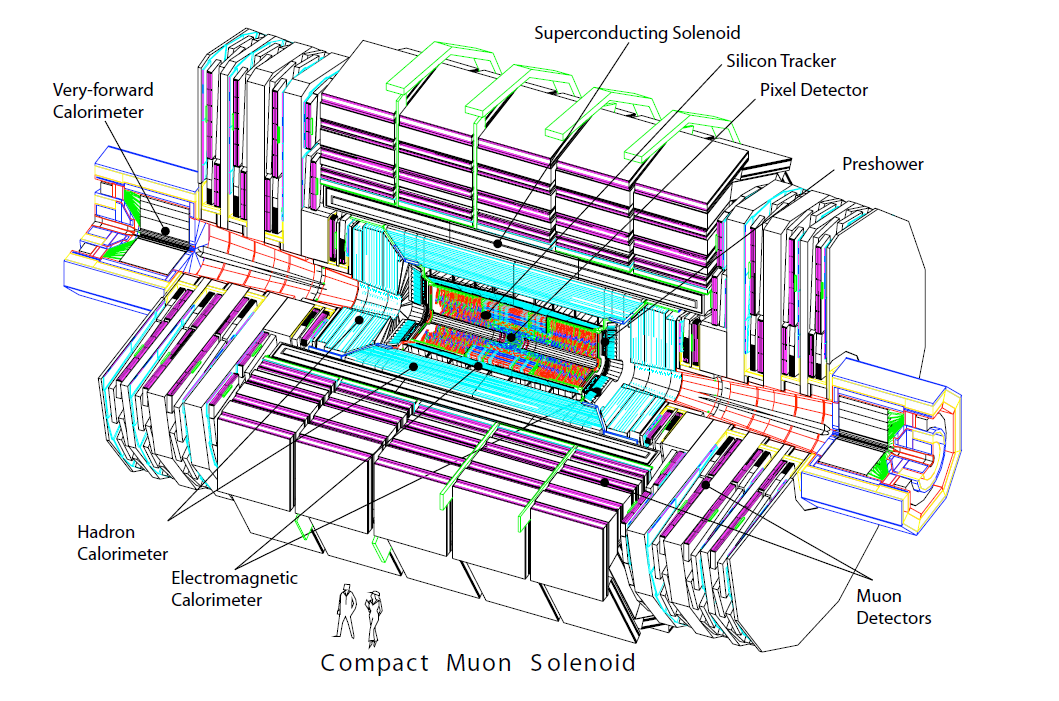 Superconducting Solenoid
Silicon Tracker
Pixel Detector
Very-forward
Calorimeter
Preshower
Hadron
Calorimeter
Electromagnetic
Calorimeter
Muon
Detectors
Compact Muon Solenoid